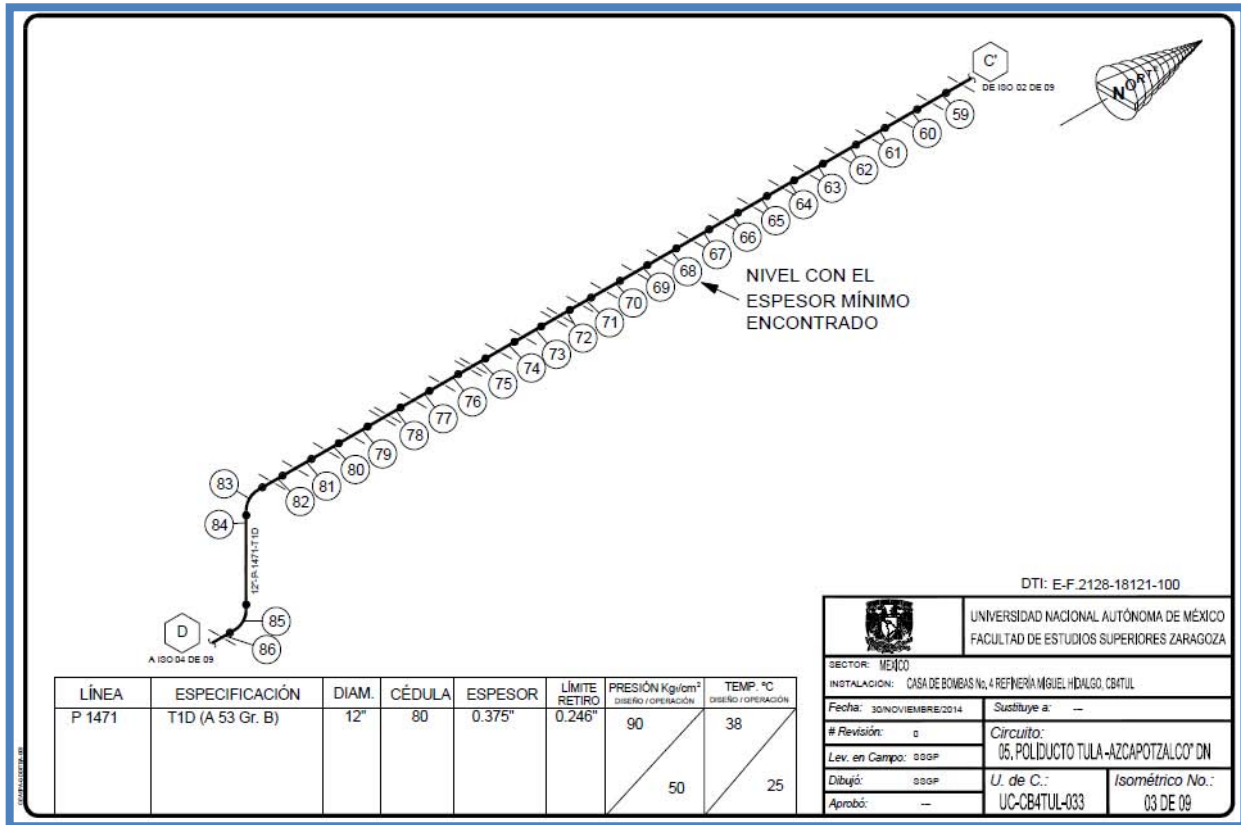 C'
DE ISO 02 DE 09
NORTE
59
60
61
62
63
64
65
66
67
68
69
70
71
72
73
74
75
76
77
78
79
80
81
82
83
84
85
86
NIVEL CON EL
ESPESOR MÍNIMO
ENCONTRADO
12"-P-1471-T1D
D
A ISO 04 DE 09
DTI: E-F.2128-18121-100
UNIVERSIDAD NACIONAL AUTÓNOMA DE MÉXICO
FACULTAD DE ESTUDIOS SUPERIORES ZARAGOZA
SECTOR: MÉXICO
INSTALACIÓN: CASA DE BOMBAS No. 4 REFINERÍA MIGUEL HIDALGO, CB4TUL
Fecha: 30/NOVIEMBRE/2014 Sustituye a: —
# Revisión: 0
Lev. en Campo: SSGP
Dibujó: SSGP
Aprobó: —
Circuito:
05, POLIDUCTO TULA-AZCAPOTZALCO" DN
U. de C.:
UC-CB4TUL-033
Isométrico No.:
03 DE 09
LÍNEA ESPECIFICACIÓN DIAM. CÉDULA ESPESOR LÍMITE RETIRO PRESIÓN Kg/cm² DISEÑO / OPERACIÓN TEMP. °C DISEÑO / OPERACIÓN
P 1471 T1D (A 53 Gr. B) 12" 80 0.375" 0.246" 90 38
50 25